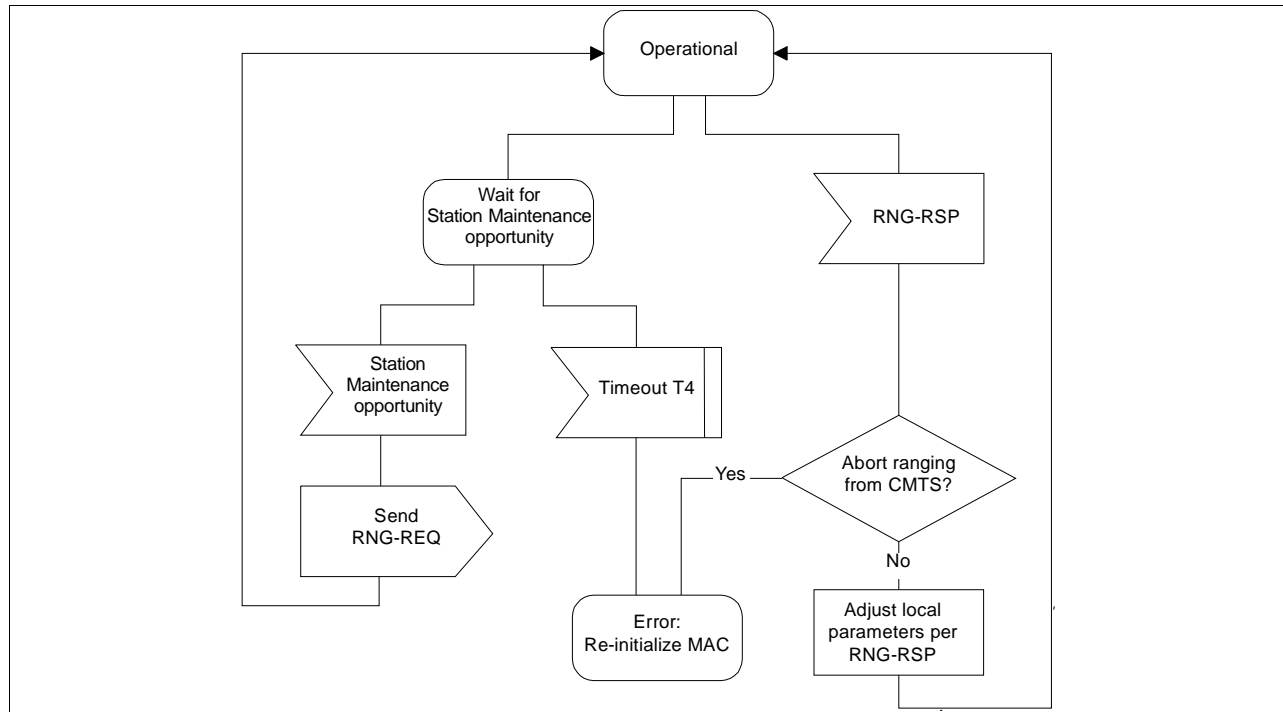 Operational
Wait for
Station Maintenance
opportunity
RNG-RSP
Station
Maintenance
opportunity
Timeout T4
Yes
Abort ranging
from CMTS?
Send
RNG-REQ
No
Error:
Re-initialize MAC
Adjust local
parameters per
RNG-RSP